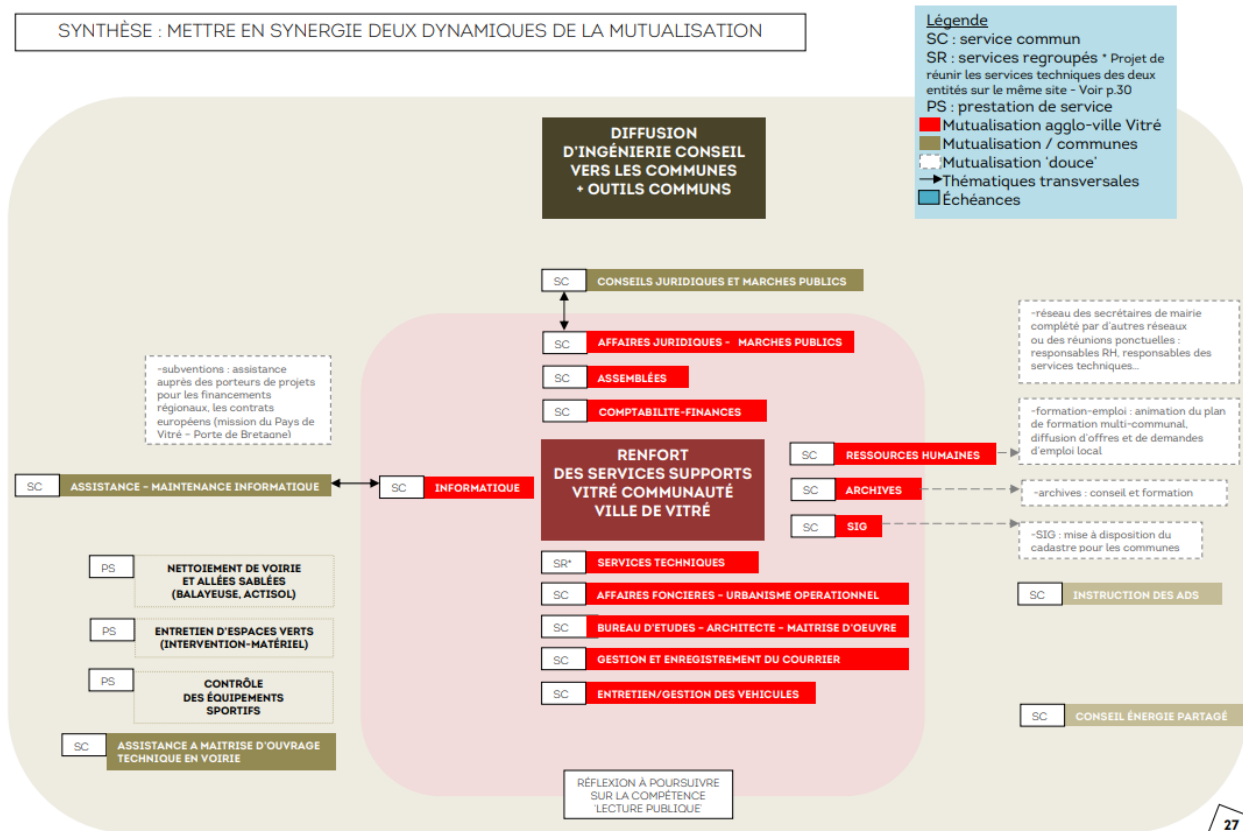 SYNTHÈSE : METTRE EN SYNERGIE DEUX DYNAMIQUES DE LA MUTUALISATION
Légende
SC : service commun
SR : services regroupés * Projet de
réunir les services techniques des deux
entités sur le même site - Voir p.30
PS : prestation de service
Mutualisation agglo-ville Vitré
Mutualisation / communes
Mutualisation 'douce'
Thématiques transversales
Échéances
DIFFUSION
D'INGÉNIERIE CONSEIL
VERS LES COMMUNES
+ OUTILS COMMUNS
SC CONSEILS JURIDIQUES ET MARCHES PUBLICS
SC AFFAIRES JURIDIQUES - MARCHES PUBLICS
SC ASSEMBLÉES
SC COMPTABILITE-FINANCES
-subventions : assistance
auprès des porteurs de projets
pour les financements
régionaux, les contrats
européens (mission du Pays de
Vitré – Porte de Bretagne)
-réseau des secrétaires de mairie
complété par d'autres réseaux
ou des réunions ponctuelles :
responsables RH, responsables des
services techniques...
-formation-emploi : animation du plan
de formation multi-communal,
diffusion d'offres et de demandes
d'emploi local
SC ASSISTANCE – MAINTENANCE INFORMATIQUE
SC INFORMATIQUE
RENFORT
DES SERVICES SUPPORTS
VITRÉ COMMUNAUTÉ
VILLE DE VITRÉ
SC RESSOURCES HUMAINES
SC ARCHIVES
-archives : conseil et formation
SC SIG
-SIG : mise à disposition du
cadastre pour les communes
PS NETTOIEMENT DE VOIRIE
ET ALLÉES SABLÉES
(BALAYEUSE, ACTISOL)
PS ENTRETIEN D'ESPACES VERTS
(INTERVENTION-MATÉRIEL)
PS CONTRÔLE
DES ÉQUIPEMENTS
SPORTIFS
SC ASSISTANCE A MAITRISE D'OUVRAGE
TECHNIQUE EN VOIRIE
SR* SERVICES TECHNIQUES
SC AFFAIRES FONCIERES – URBANISME OPERATIONNEL
SC BUREAU D'ETUDES – ARCHITECTE – MAITRISE D'OEUVRE
SC GESTION ET ENREGISTREMENT DU COURRIER
SC ENTRETIEN/GESTION DES VEHICULES
SC INSTRUCTION DES ADS
SC CONSEIL ÉNERGIE PARTAGÉ
RÉFLEXION À POURSUIVRE
SUR LA COMPÉTENCE
'LECTURE PUBLIQUE'
27